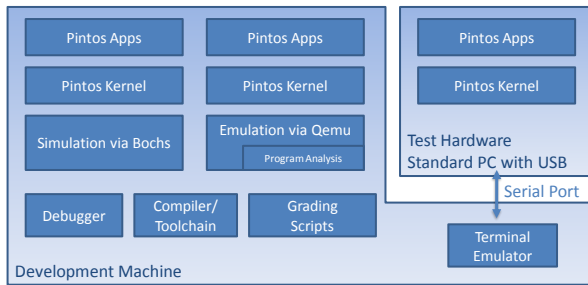 Pintos Apps
Pintos Apps
Pintos Apps
Pintos Kernel
Pintos Kernel
Pintos Kernel
Simulation via Bochs
Emulation via Qemu
Program Analysis
Test Hardware
Standard PC with USB
Serial Port
Debugger
Compiler/
Toolchain
Grading
Scripts
Terminal
Emulator
Development Machine